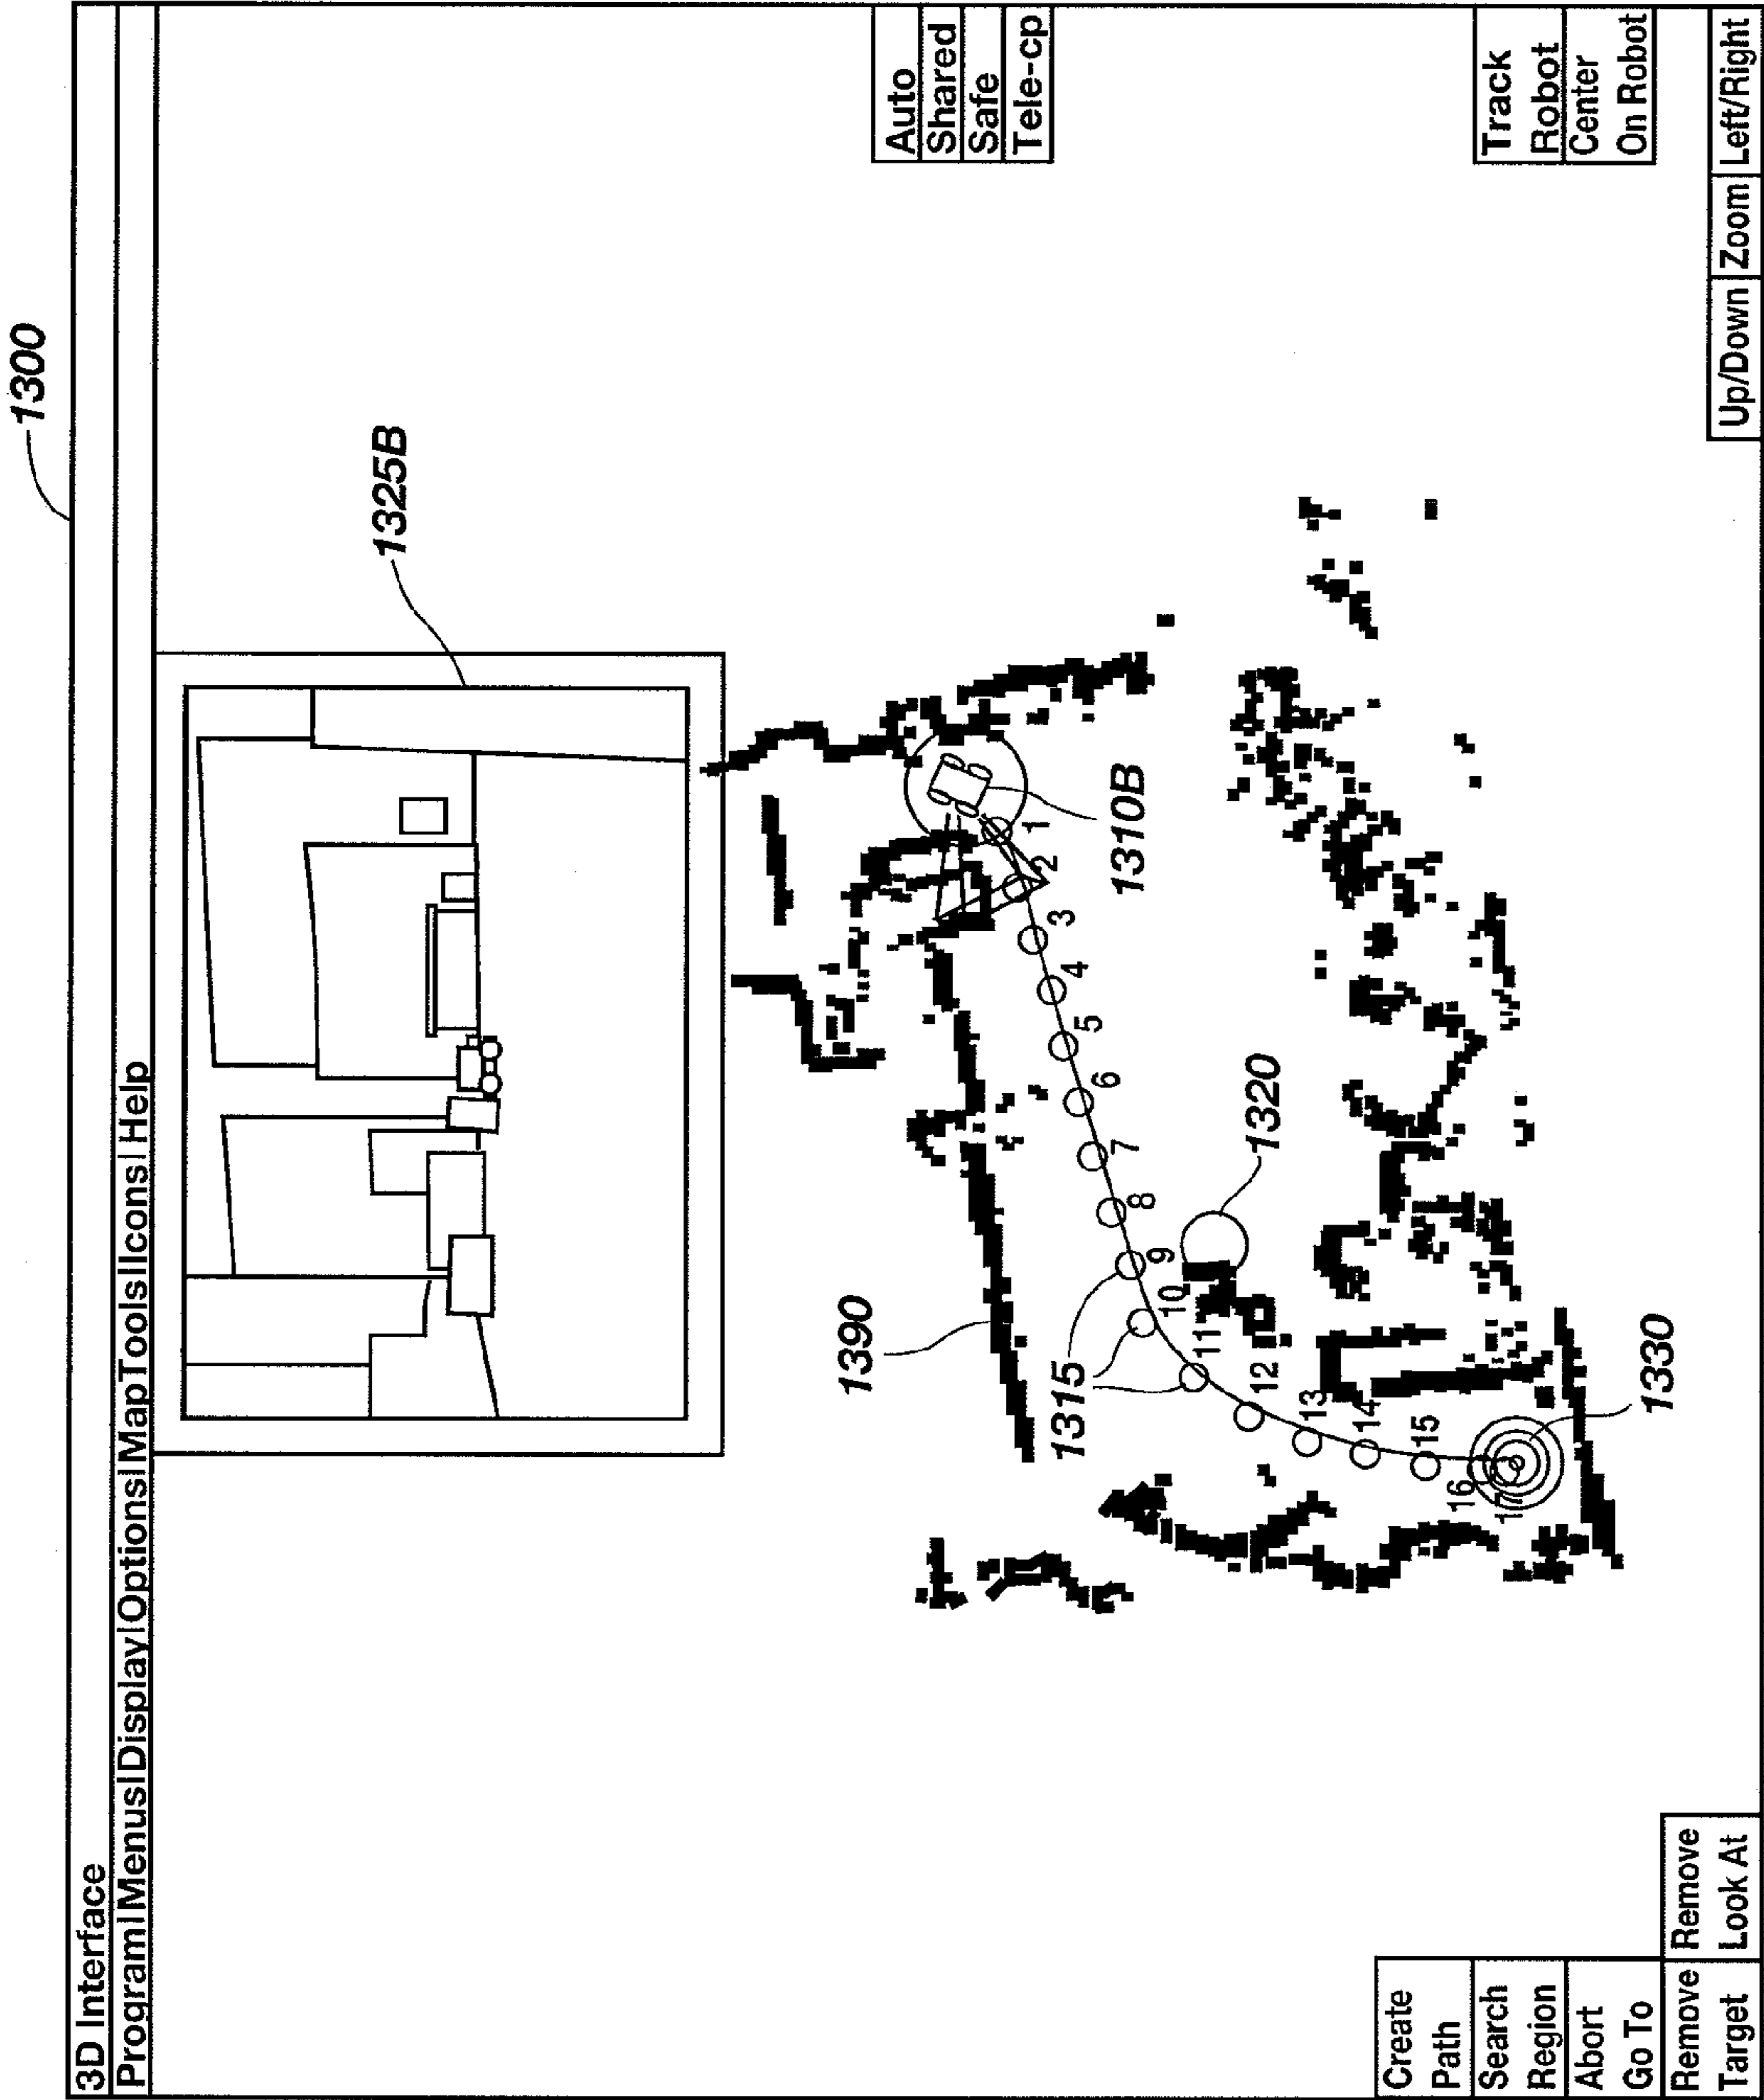 1300
3D Interface
Program|Menus|Display|Options|MapTools|Icons|Help
1325B
Auto
Shared
Safe
Tele-cp
1310B
1
2
3
4
5
6
7
8
9
10
11
12
13
14
15
16
17
1390
1315
1320
1330
Track
Robot
Center
On Robot
Create
Path
Search
Region
Abort
Go To
Remove
Target
Remove
Look At
Up/Down Zoom Left/Right